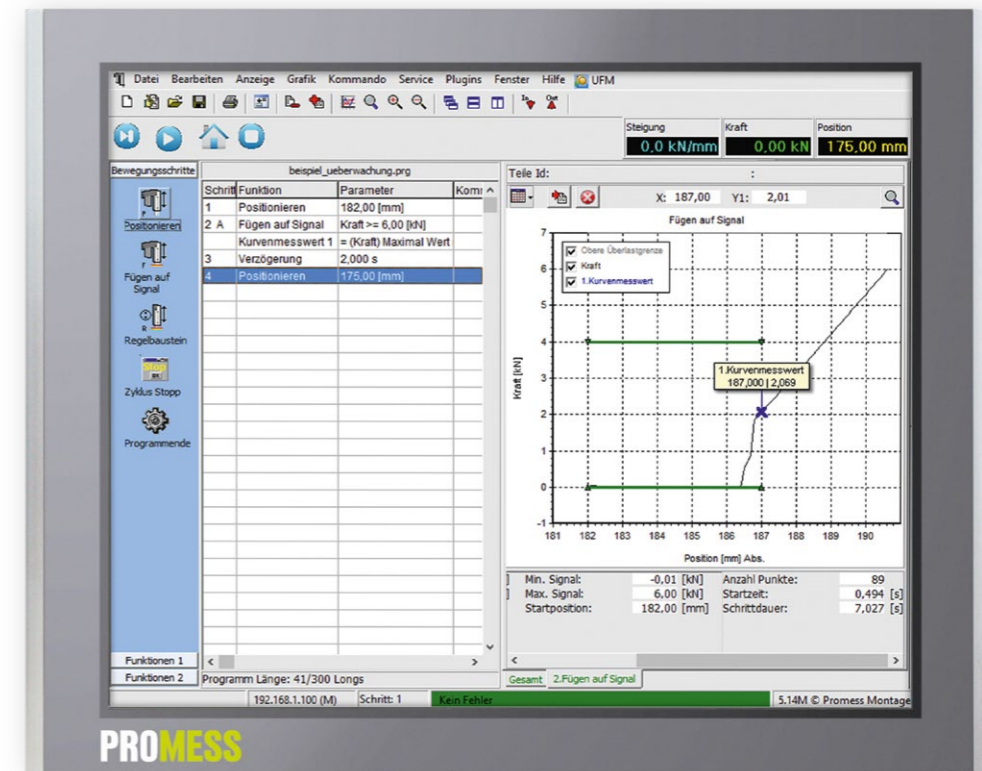 Datei Bearbeiten Anzeige Grafik Kommando Service Plugins Fenster Hilfe UFM
In Out
Steigung Kraft Position
0,0 kN/mm 0,00 kN 175,00 mm
Bewegungsschritte
Positionieren
Fügen auf
Signal
R
Regelbaustein
Stop
Zyklus Stopp
Programmende
Funktionen 1
Funktionen 2
beispiel_ueberwachung.prg
Schritt Funktion Parameter Komr
1 Positionieren 182,00 [mm]
2 A Fügen auf Signal Kraft >= 6,00 [kN]
Kurvenmesswert 1 = (Kraft) Maximal Wert
3 Verzögerung 2,000 s
4 Positionieren 175,00 [mm]
Programm Länge: 41/300 Longs
Teile Id: :
X: 187,00 Y1: 2,01
Fügen auf Signal
Obere Überlastgrenze
Kraft
1.Kurvenmesswert
7
6
5
4
3
2
1
0
-1
Kraft [kN]
1.Kurvenmesswert
187,000 | 2,069
181 182 183 184 185 186 187 188 189 190
Position [mm] Abs.
Min. Signal: -0,01 [kN] Anzahl Punkte: 89
Max. Signal: 6,00 [kN] Startzeit: 0,494 [s]
Startposition: 182,00 [mm] Schrittdauer: 7,027 [s]
Gesamt 2.Fügen auf Signal
192.168.1.100 (M) Schritt: 1 Kein Fehler 5.14M © Promess Montage
PROMESS